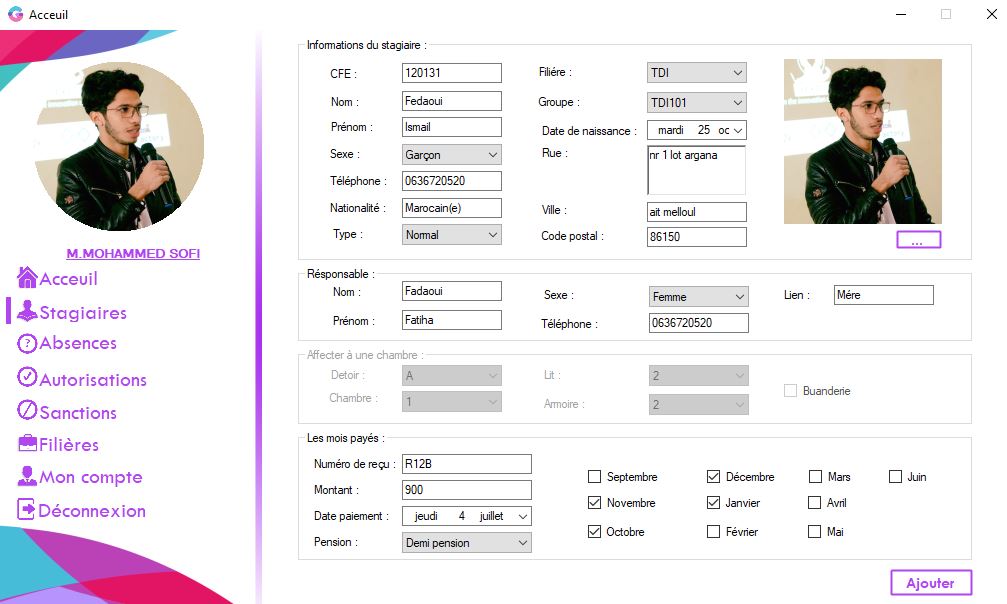 Acceuil
M.MOHAMMED SOFI
Acceuil
Stagiaires
Absences
Autorisations
Sanctions
Filières
Mon compte
Déconnexion
Informations du stagiaire :
CFE : 120131
Nom : Fedaoui
Prénom : Ismail
Sexe : Garçon
Téléphone : 0636720520
Nationalité : Marocain(e)
Type : Normal
Filiére : TDI
Groupe : TDI101
Date de naissance : mardi 25 oc
Rue : nr 1 lot argana
Ville : ait melloul
Code postal : 86150
...
Résponsable :
Nom : Fadaoui
Prénom : Fatiha
Sexe : Femme
Téléphone : 0636720520
Lien : Mére
Affecter à une chambre :
Detoir : A
Chambre : 1
Lit : 2
Armoire : 2
Buanderie
Les mois payés :
Numéro de reçu : R12B
Montant : 900
Date paiement : jeudi 4 juillet
Pension : Demi pension
Septembre Décembre Mars Juin
Novembre Janvier Avril
Octobre Février Mai
Ajouter